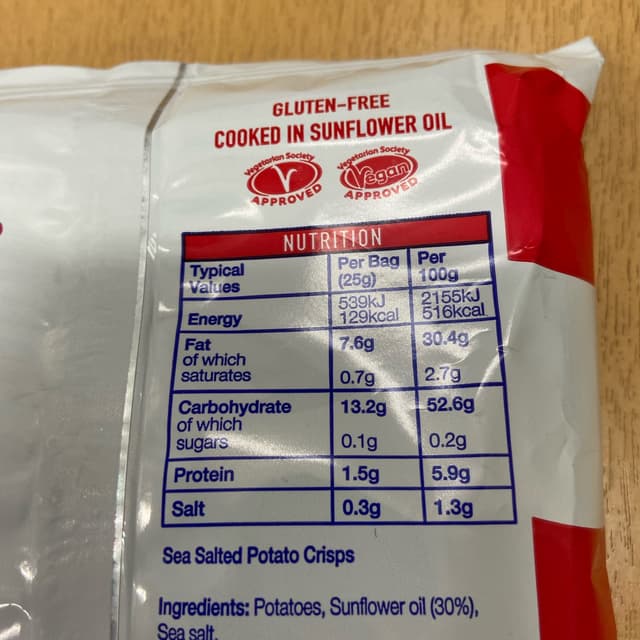 GLUTEN-FREE
COOKED IN SUNFLOWER OIL
Vegetarian Society
V
APPROVED
Vegetarian Society
Vegan
APPROVED
NUTRITION
Typical Values Per Bag (25g) Per 100g
Energy 539kJ 129kcal 2155kJ 516kcal
Fat 7.6g 30.4g
of which saturates 0.7g 2.7g
Carbohydrate 13.2g 52.6g
of which sugars 0.1g 0.2g
Protein 1.5g 5.9g
Salt 0.3g 1.3g
Sea Salted Potato Crisps
Ingredients: Potatoes, Sunflower oil (30%),
Sea salt.